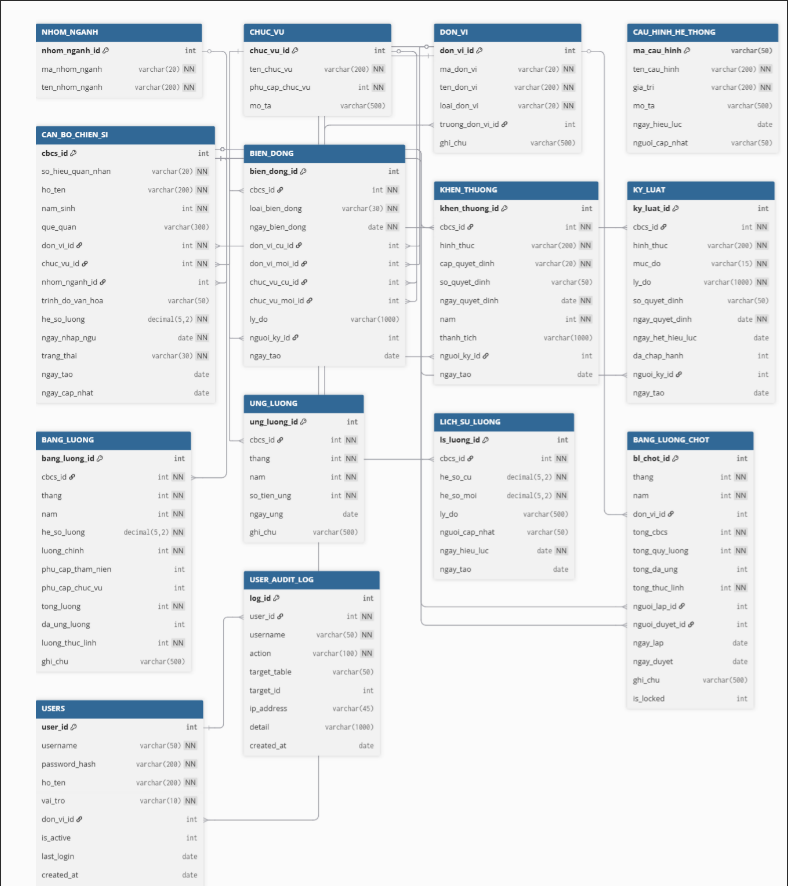 NHOM_NGANH
nhom_nganh_id int
ma_nhom_nganh varchar(20) NN
ten_nhom_nganh varchar(200) NN
CHUC_VU
chuc_vu_id int
ten_chuc_vu varchar(200) NN
phu_cap_chuc_vu int NN
mo_ta varchar(500)
DON_VI
don_vi_id int
ma_don_vi varchar(20) NN
ten_don_vi varchar(200) NN
loai_don_vi varchar(20) NN
truong_don_vi_id int
ghi_chu varchar(500)
CAU_HINH_HE_THONG
ma_cau_hinh varchar(50)
ten_cau_hinh varchar(200) NN
gia_tri varchar(200) NN
mo_ta varchar(500)
ngay_hieu_luc date
nguoi_cap_nhat varchar(50)
CAN_BO_CHIEN_SI
cbcs_id int
so_hieu_quan_nhan varchar(20) NN
ho_ten varchar(200) NN
nam_sinh int NN
que_quan varchar(300)
don_vi_id int NN
chuc_vu_id int NN
nhom_nganh_id int NN
trinh_do_van_hoa varchar(50)
he_so_luong decimal(5,2) NN
ngay_nhap_ngu date NN
trang_thai varchar(30) NN
ngay_tao date
ngay_cap_nhat date
BIEN_DONG
bien_dong_id int
cbcs_id int NN
loai_bien_dong varchar(30) NN
ngay_bien_dong date NN
don_vi_cu_id int
don_vi_moi_id int
chuc_vu_cu_id int
chuc_vu_moi_id int
ly_do varchar(1000)
nguoi_ky_id int
ngay_tao date
KHEN_THUONG
khen_thuong_id int
cbcs_id int NN
hinh_thuc varchar(200) NN
cap_quyet_dinh varchar(20) NN
so_quyet_dinh varchar(50)
ngay_quyet_dinh date NN
nam int NN
thanh_tich varchar(1000)
nguoi_ky_id int
ngay_tao date
KY_LUAT
ky_luat_id int
cbcs_id int NN
hinh_thuc varchar(200) NN
muc_do varchar(15) NN
ly_do varchar(1000) NN
so_quyet_dinh varchar(50)
ngay_quyet_dinh date NN
ngay_het_hieu_luc date
da_chap_hanh int
nguoi_ky_id int
ngay_tao date
BANG_LUONG
bang_luong_id int
cbcs_id int NN
thang int NN
nam int NN
he_so_luong decimal(5,2) NN
luong_chinh int NN
phu_cap_tham_nien int
phu_cap_chuc_vu int
tong_luong int NN
da_ung_luong int
luong_thuc_linh int NN
ghi_chu varchar(500)
UNG_LUONG
ung_luong_id int
cbcs_id int NN
thang int NN
nam int NN
so_tien_ung int NN
ngay_ung date
ghi_chu varchar(500)
LICH_SU_LUONG
ls_luong_id int
cbcs_id int NN
he_so_cu decimal(5,2) NN
he_so_moi decimal(5,2) NN
ly_do varchar(500)
nguoi_cap_nhat varchar(50)
ngay_hieu_luc date NN
ngay_tao date
BANG_LUONG_CHOT
bl_chot_id int
thang int NN
nam int NN
don_vi_id int
tong_cbcs int NN
tong_quy_luong int NN
tong_da_ung int
tong_thuc_linh int NN
nguoi_lap_id int
nguoi_duyet_id int
ngay_lap date
ngay_duyet date
ghi_chu varchar(500)
is_locked int
USER_AUDIT_LOG
log_id int
user_id int NN
username varchar(50) NN
action varchar(100) NN
target_table varchar(50)
target_id int
ip_address varchar(45)
detail varchar(1000)
created_at date
USERS
user_id int
username varchar(50) NN
password_hash varchar(200) NN
ho_ten varchar(200) NN
vai_tro varchar(10) NN
don_vi_id int
is_active int
last_login date
created_at date